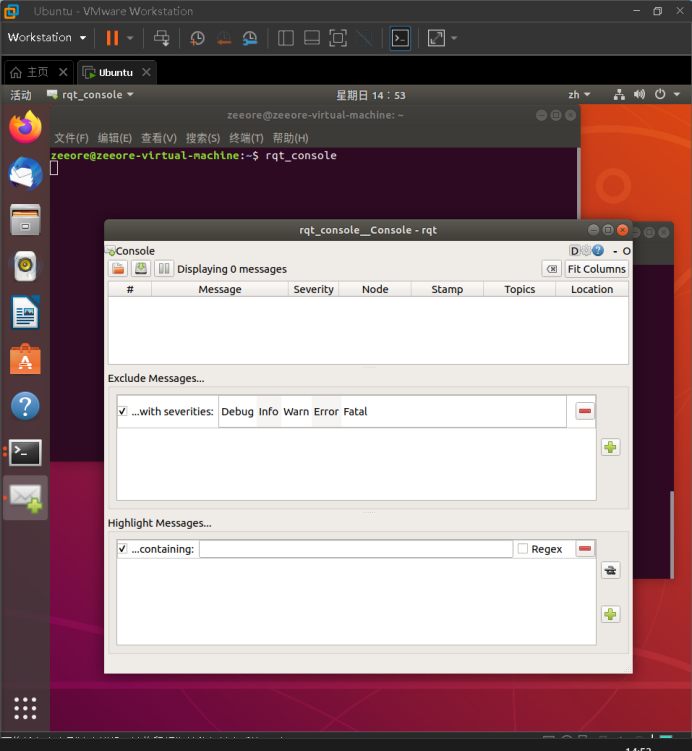 Ubuntu - VMware Workstation
Workstation
主页
Ubuntu
活动
rqt_console
星期日 14：53
zh
zeeore@zeeore-virtual-machine: ~
文件(F) 编辑(E) 查看(V) 搜索(S) 终端(T) 帮助(H)
zeeore@zeeore-virtual-machine:~$ rqt_console
rqt_console__Console - rqt
Console
D
- O
Displaying 0 messages
Fit Columns
# Message Severity Node Stamp Topics Location
Exclude Messages...
...with severities: Debug Info Warn Error Fatal
Highlight Messages...
...containing:
Regex